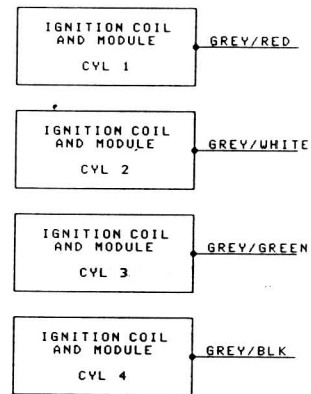 IGNITION COIL
AND MODULE
CYL 1
GREY/RED
IGNITION COIL
AND MODULE
CYL 2
GREY/WHITE
IGNITION COIL
AND MODULE
CYL 3
GREY/GREEN
IGNITION COIL
AND MODULE
CYL 4
GREY/BLK